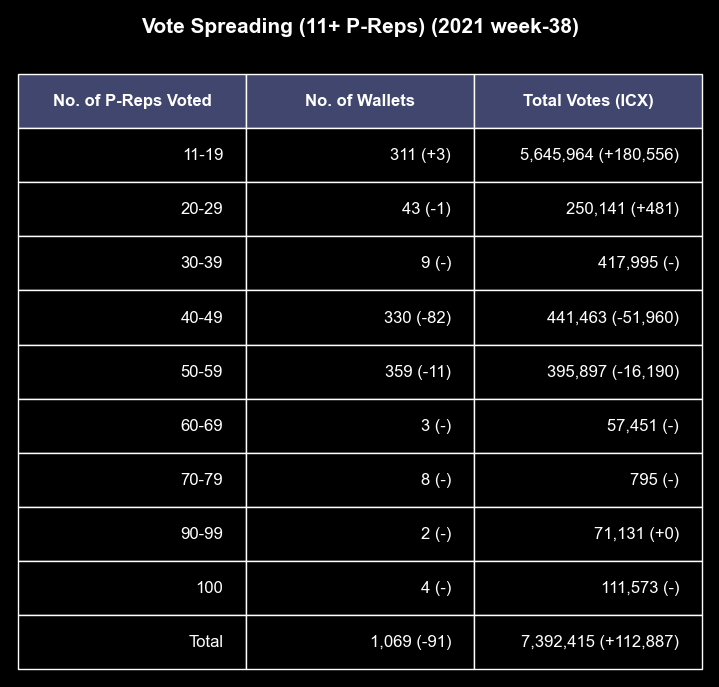 Vote Spreading (11+ P-Reps) (2021 week-38)
No. of P-Reps Voted No. of Wallets Total Votes (ICX)
11-19 311 (+3) 5,645,964 (+180,556)
20-29 43 (-1) 250,141 (+481)
30-39 9 (-) 417,995 (-)
40-49 330 (-82) 441,463 (-51,960)
50-59 359 (-11) 395,897 (-16,190)
60-69 3 (-) 57,451 (-)
70-79 8 (-) 795 (-)
90-99 2 (-) 71,131 (+0)
100 4 (-) 111,573 (-)
Total 1,069 (-91) 7,392,415 (+112,887)